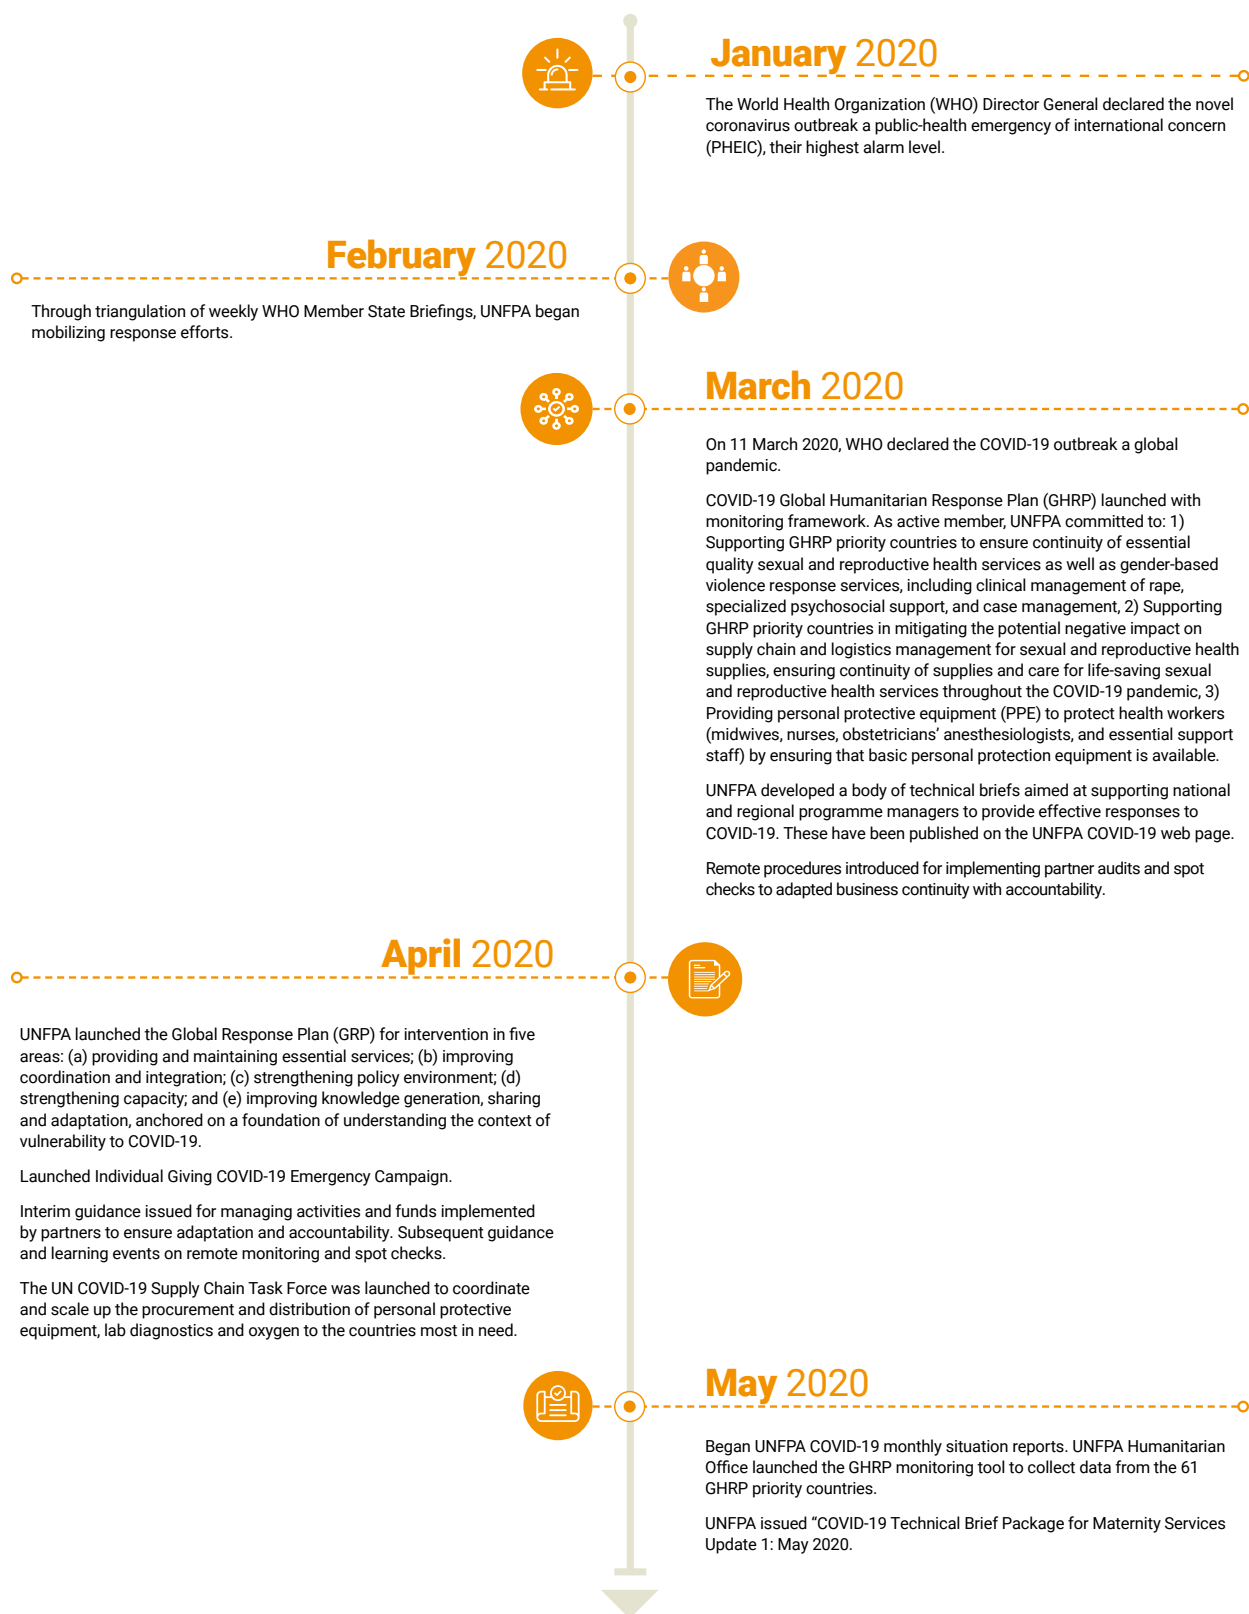 January 2020
The World Health Organization (WHO) Director General declared the novel
coronavirus outbreak a public-health emergency of international concern
(PHEIC), their highest alarm level.
February 2020
Through triangulation of weekly WHO Member State Briefings, UNFPA began
mobilizing response efforts.
March 2020
On 11 March 2020, WHO declared the COVID-19 outbreak a global
pandemic.
COVID-19 Global Humanitarian Response Plan (GHRP) launched with
monitoring framework. As active member, UNFPA committed to: 1)
Supporting GHRP priority countries to ensure continuity of essential
quality sexual and reproductive health services as well as gender-based
violence response services, including clinical management of rape,
specialized psychosocial support, and case management, 2) Supporting
GHRP priority countries in mitigating the potential negative impact on
supply chain and logistics management for sexual and reproductive health
supplies, ensuring continuity of supplies and care for life-saving sexual
and reproductive health services throughout the COVID-19 pandemic, 3)
Providing personal protective equipment (PPE) to protect health workers
(midwives, nurses, obstetricians’ anesthesiologists, and essential support
staff) by ensuring that basic personal protection equipment is available.
UNFPA developed a body of technical briefs aimed at supporting national
and regional programme managers to provide effective responses to
COVID-19. These have been published on the UNFPA COVID-19 web page.
Remote procedures introduced for implementing partner audits and spot
checks to adapted business continuity with accountability.
April 2020
UNFPA launched the Global Response Plan (GRP) for intervention in five
areas: (a) providing and maintaining essential services; (b) improving
coordination and integration; (c) strengthening policy environment; (d)
strengthening capacity; and (e) improving knowledge generation, sharing
and adaptation, anchored on a foundation of understanding the context of
vulnerability to COVID-19.
Launched Individual Giving COVID-19 Emergency Campaign.
Interim guidance issued for managing activities and funds implemented
by partners to ensure adaptation and accountability. Subsequent guidance
and learning events on remote monitoring and spot checks.
The UN COVID-19 Supply Chain Task Force was launched to coordinate
and scale up the procurement and distribution of personal protective
equipment, lab diagnostics and oxygen to the countries most in need.
May 2020
Began UNFPA COVID-19 monthly situation reports. UNFPA Humanitarian
Office launched the GHRP monitoring tool to collect data from the 61
GHRP priority countries.
UNFPA issued “COVID-19 Technical Brief Package for Maternity Services
Update 1: May 2020.